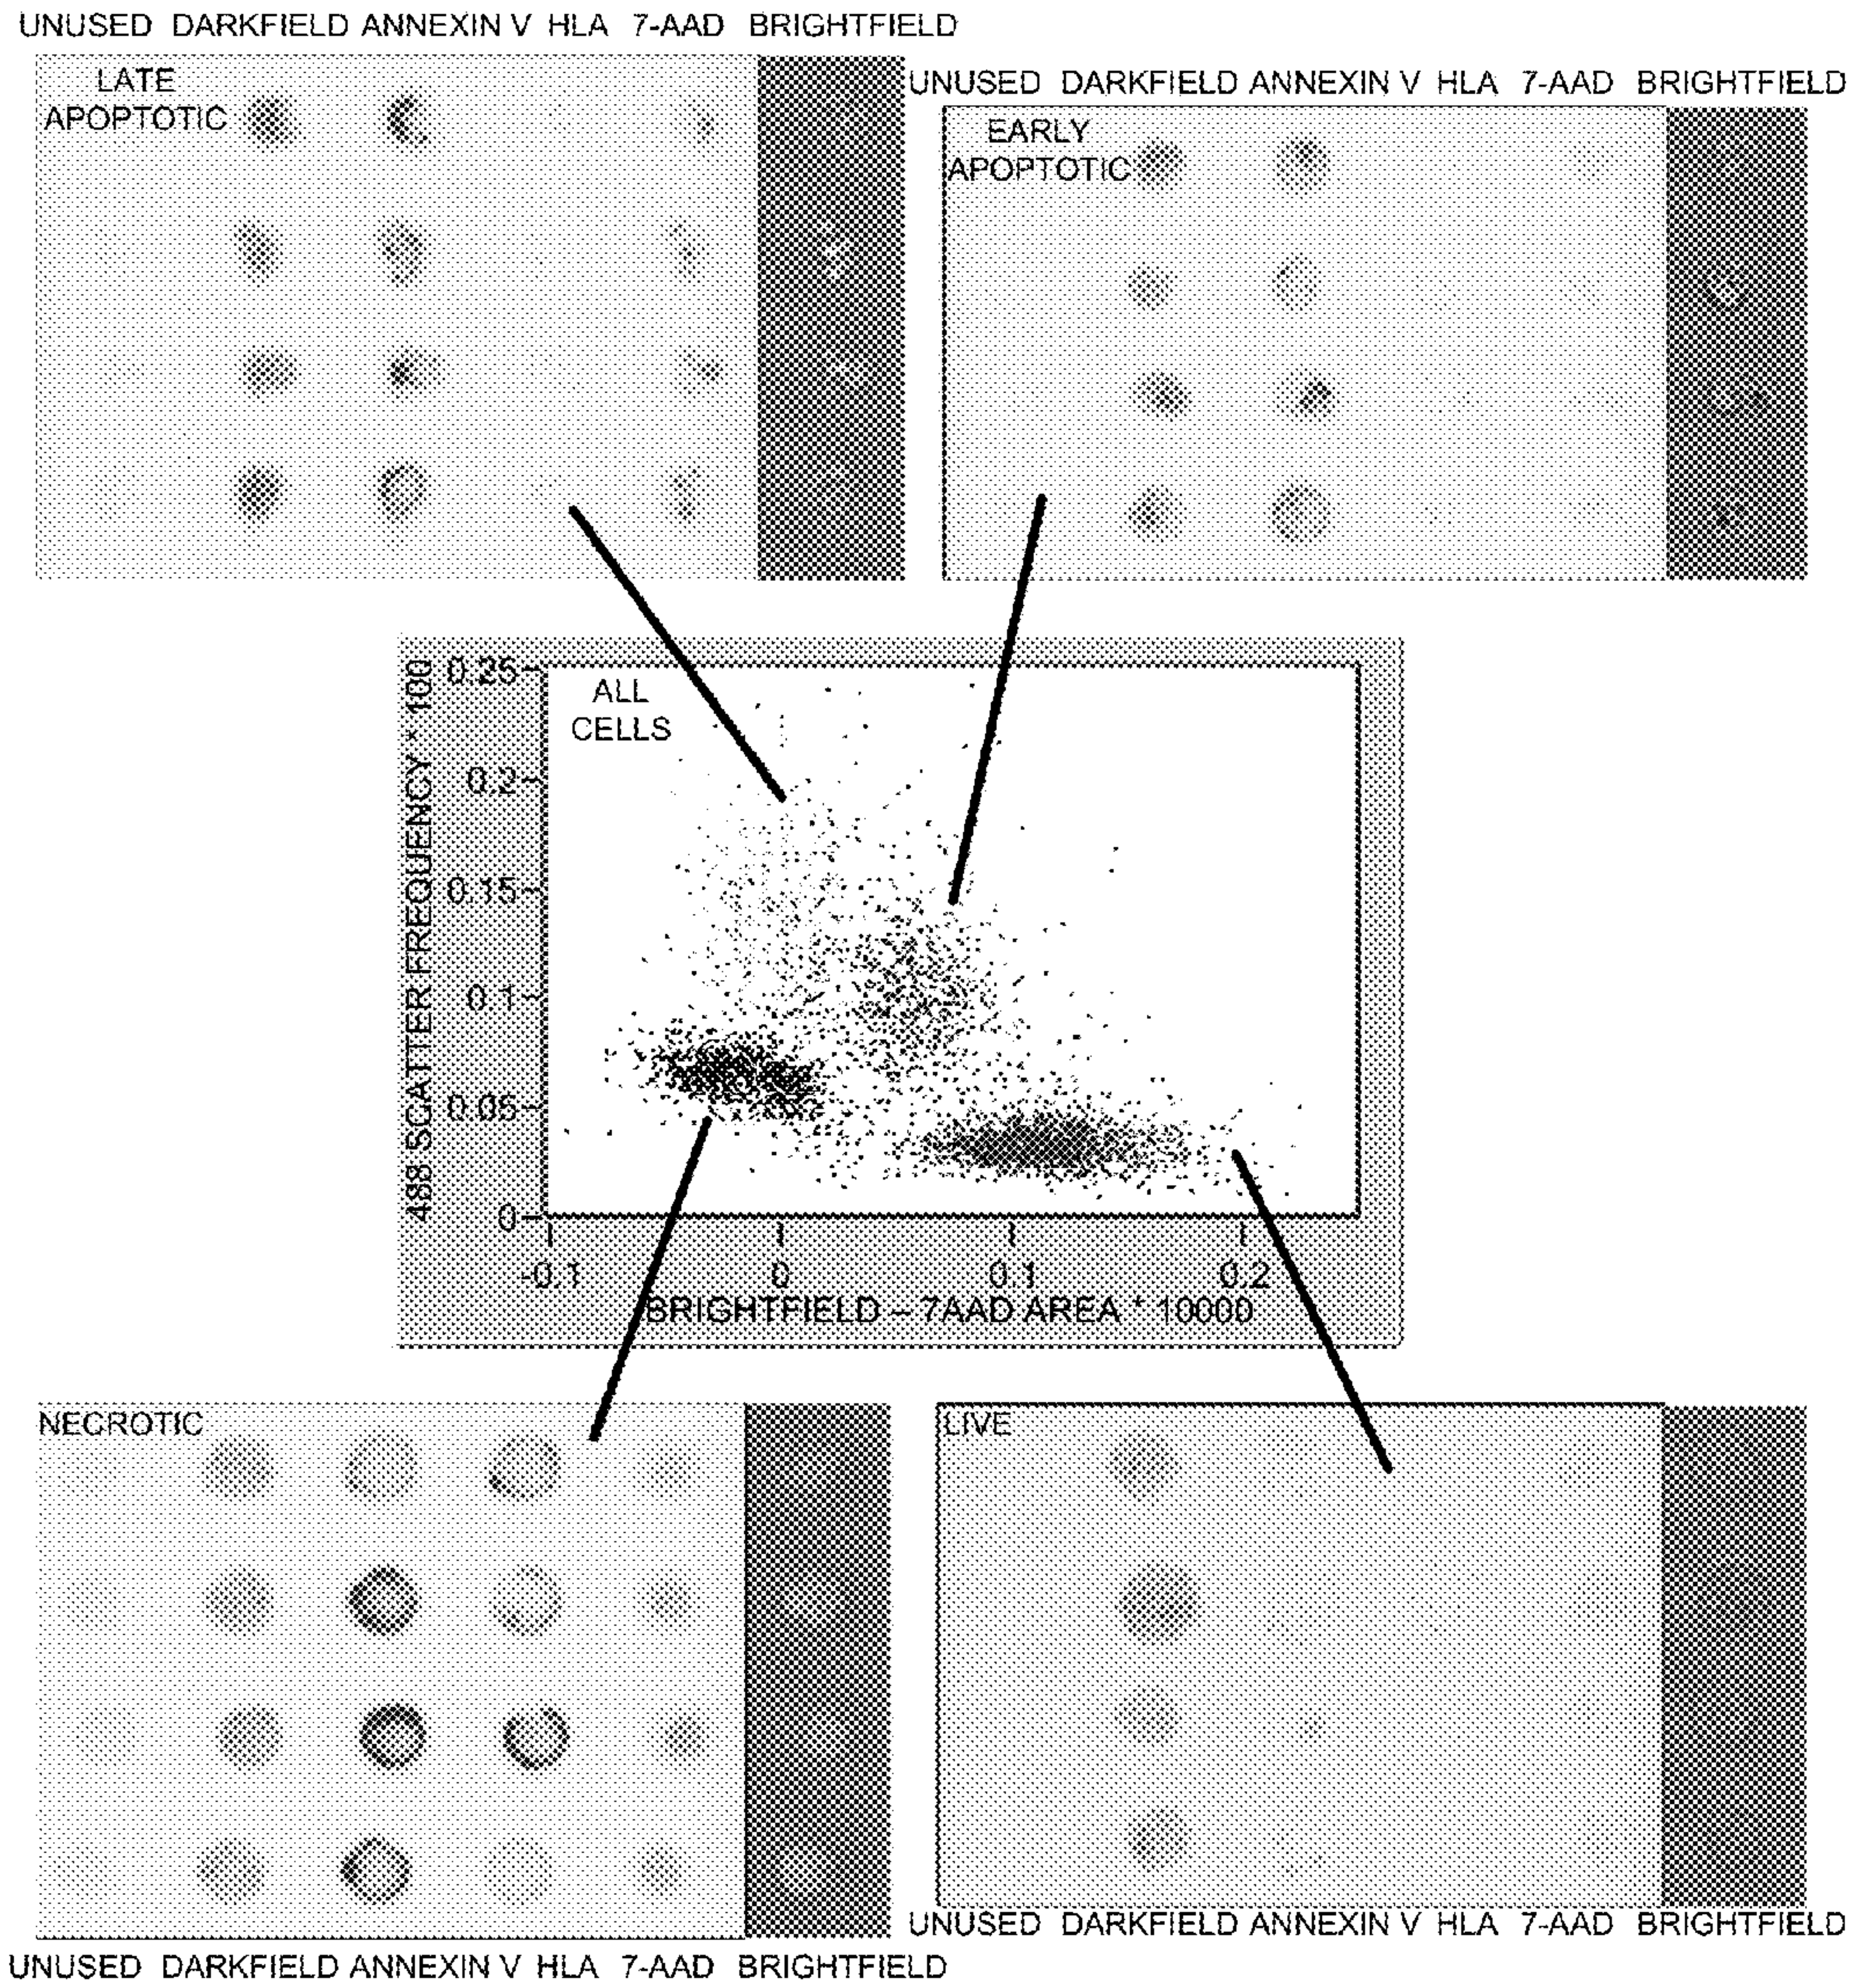 UNUSED DARKFIELD ANNEXIN V HLA 7-AAD BRIGHTFIELD
LATE
APOPTOTIC
UNUSED DARKFIELD ANNEXIN V HLA 7-AAD BRIGHTFIELD
EARLY
APOPTOTIC
488 SCATTER FREQUENCY * 100
0.25
0.2
0.15
0.1
0.05
0
ALL
CELLS
-0.1 0 0.1 0.2
BRIGHTFIELD – 7AAD AREA * 10000
NECROTIC
LIVE
UNUSED DARKFIELD ANNEXIN V HLA 7-AAD BRIGHTFIELD
UNUSED DARKFIELD ANNEXIN V HLA 7-AAD BRIGHTFIELD